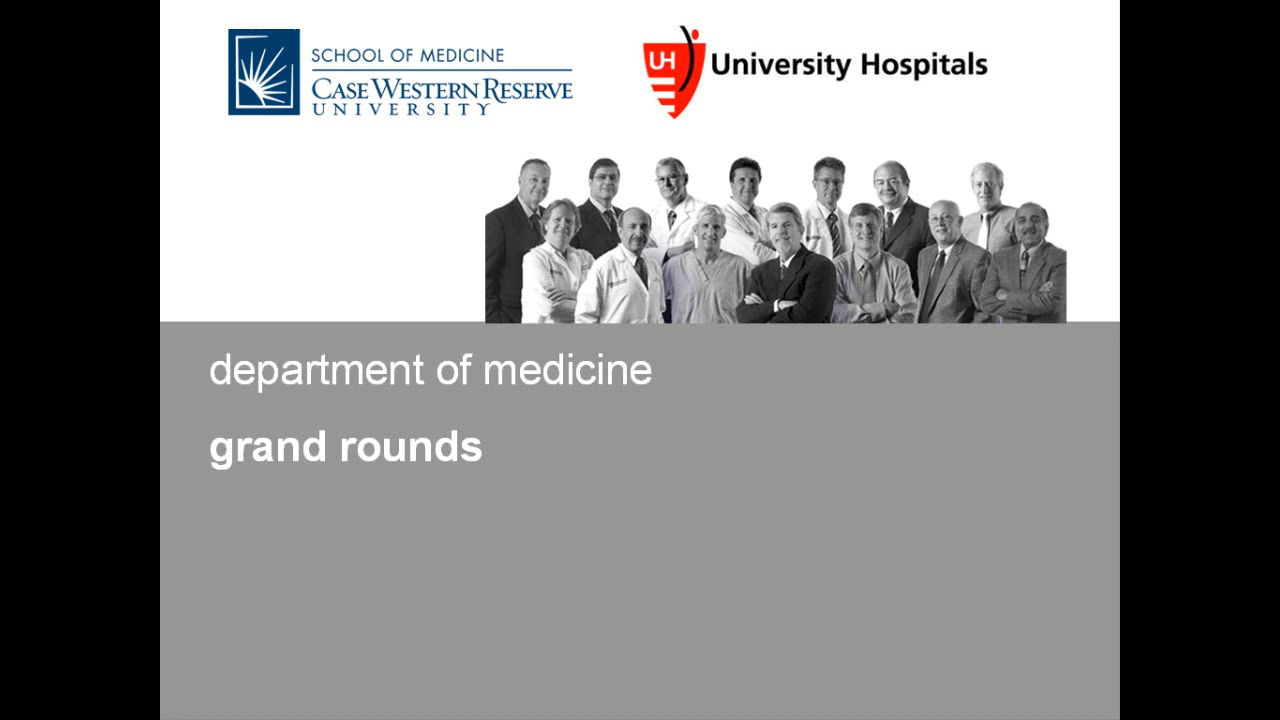 SCHOOL OF MEDICINE
CASE WESTERN RESERVE
UNIVERSITY
UH University Hospitals
department of medicine
grand rounds